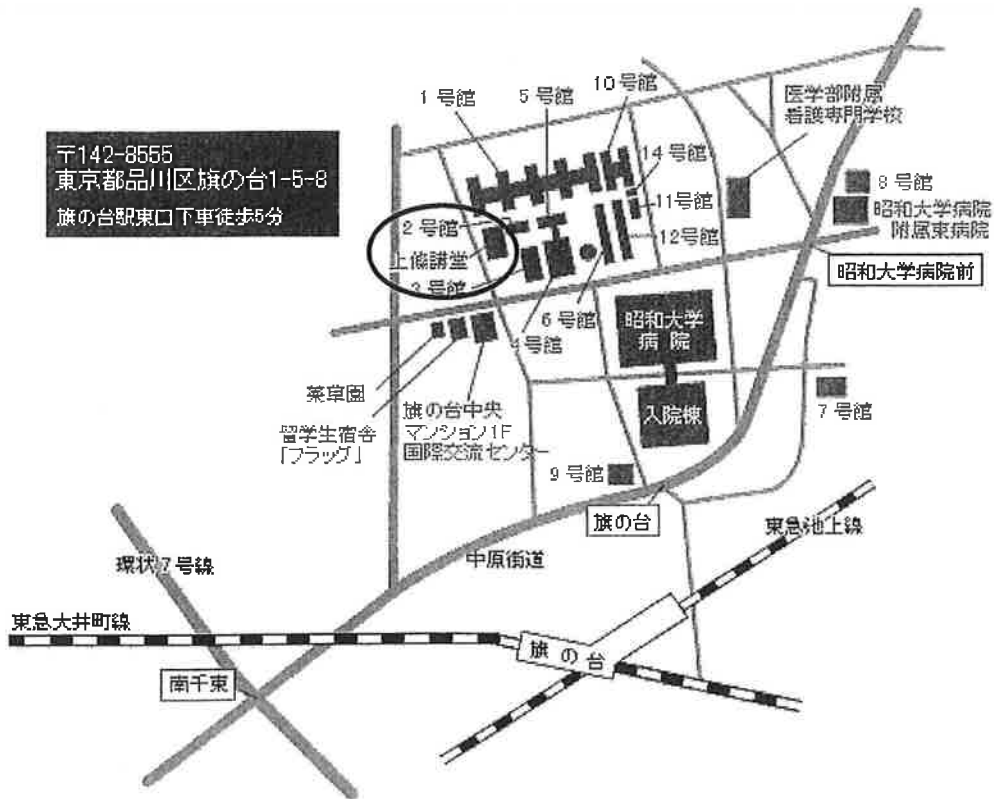 〒142-8555
東京都品川区旗の台1-5-8
旗の台駅東口下車徒歩5分
1号館
5号館
10号館
医学部附属
看護専門学校
14号館
8号館
11号館
昭和大学病院
附属東病院
2号館
12号館
上條講堂
昭和大学病院前
3号館
6号館
昭和大学
病院
4号館
薬草園
旗の台中央
マンション1F
国際交流センター
入院棟
7号館
留学生宿舎
「フラッグ」
9号館
旗の台
東急池上線
環状7号線
中原街道
東急大井町線
旗の台
南千束